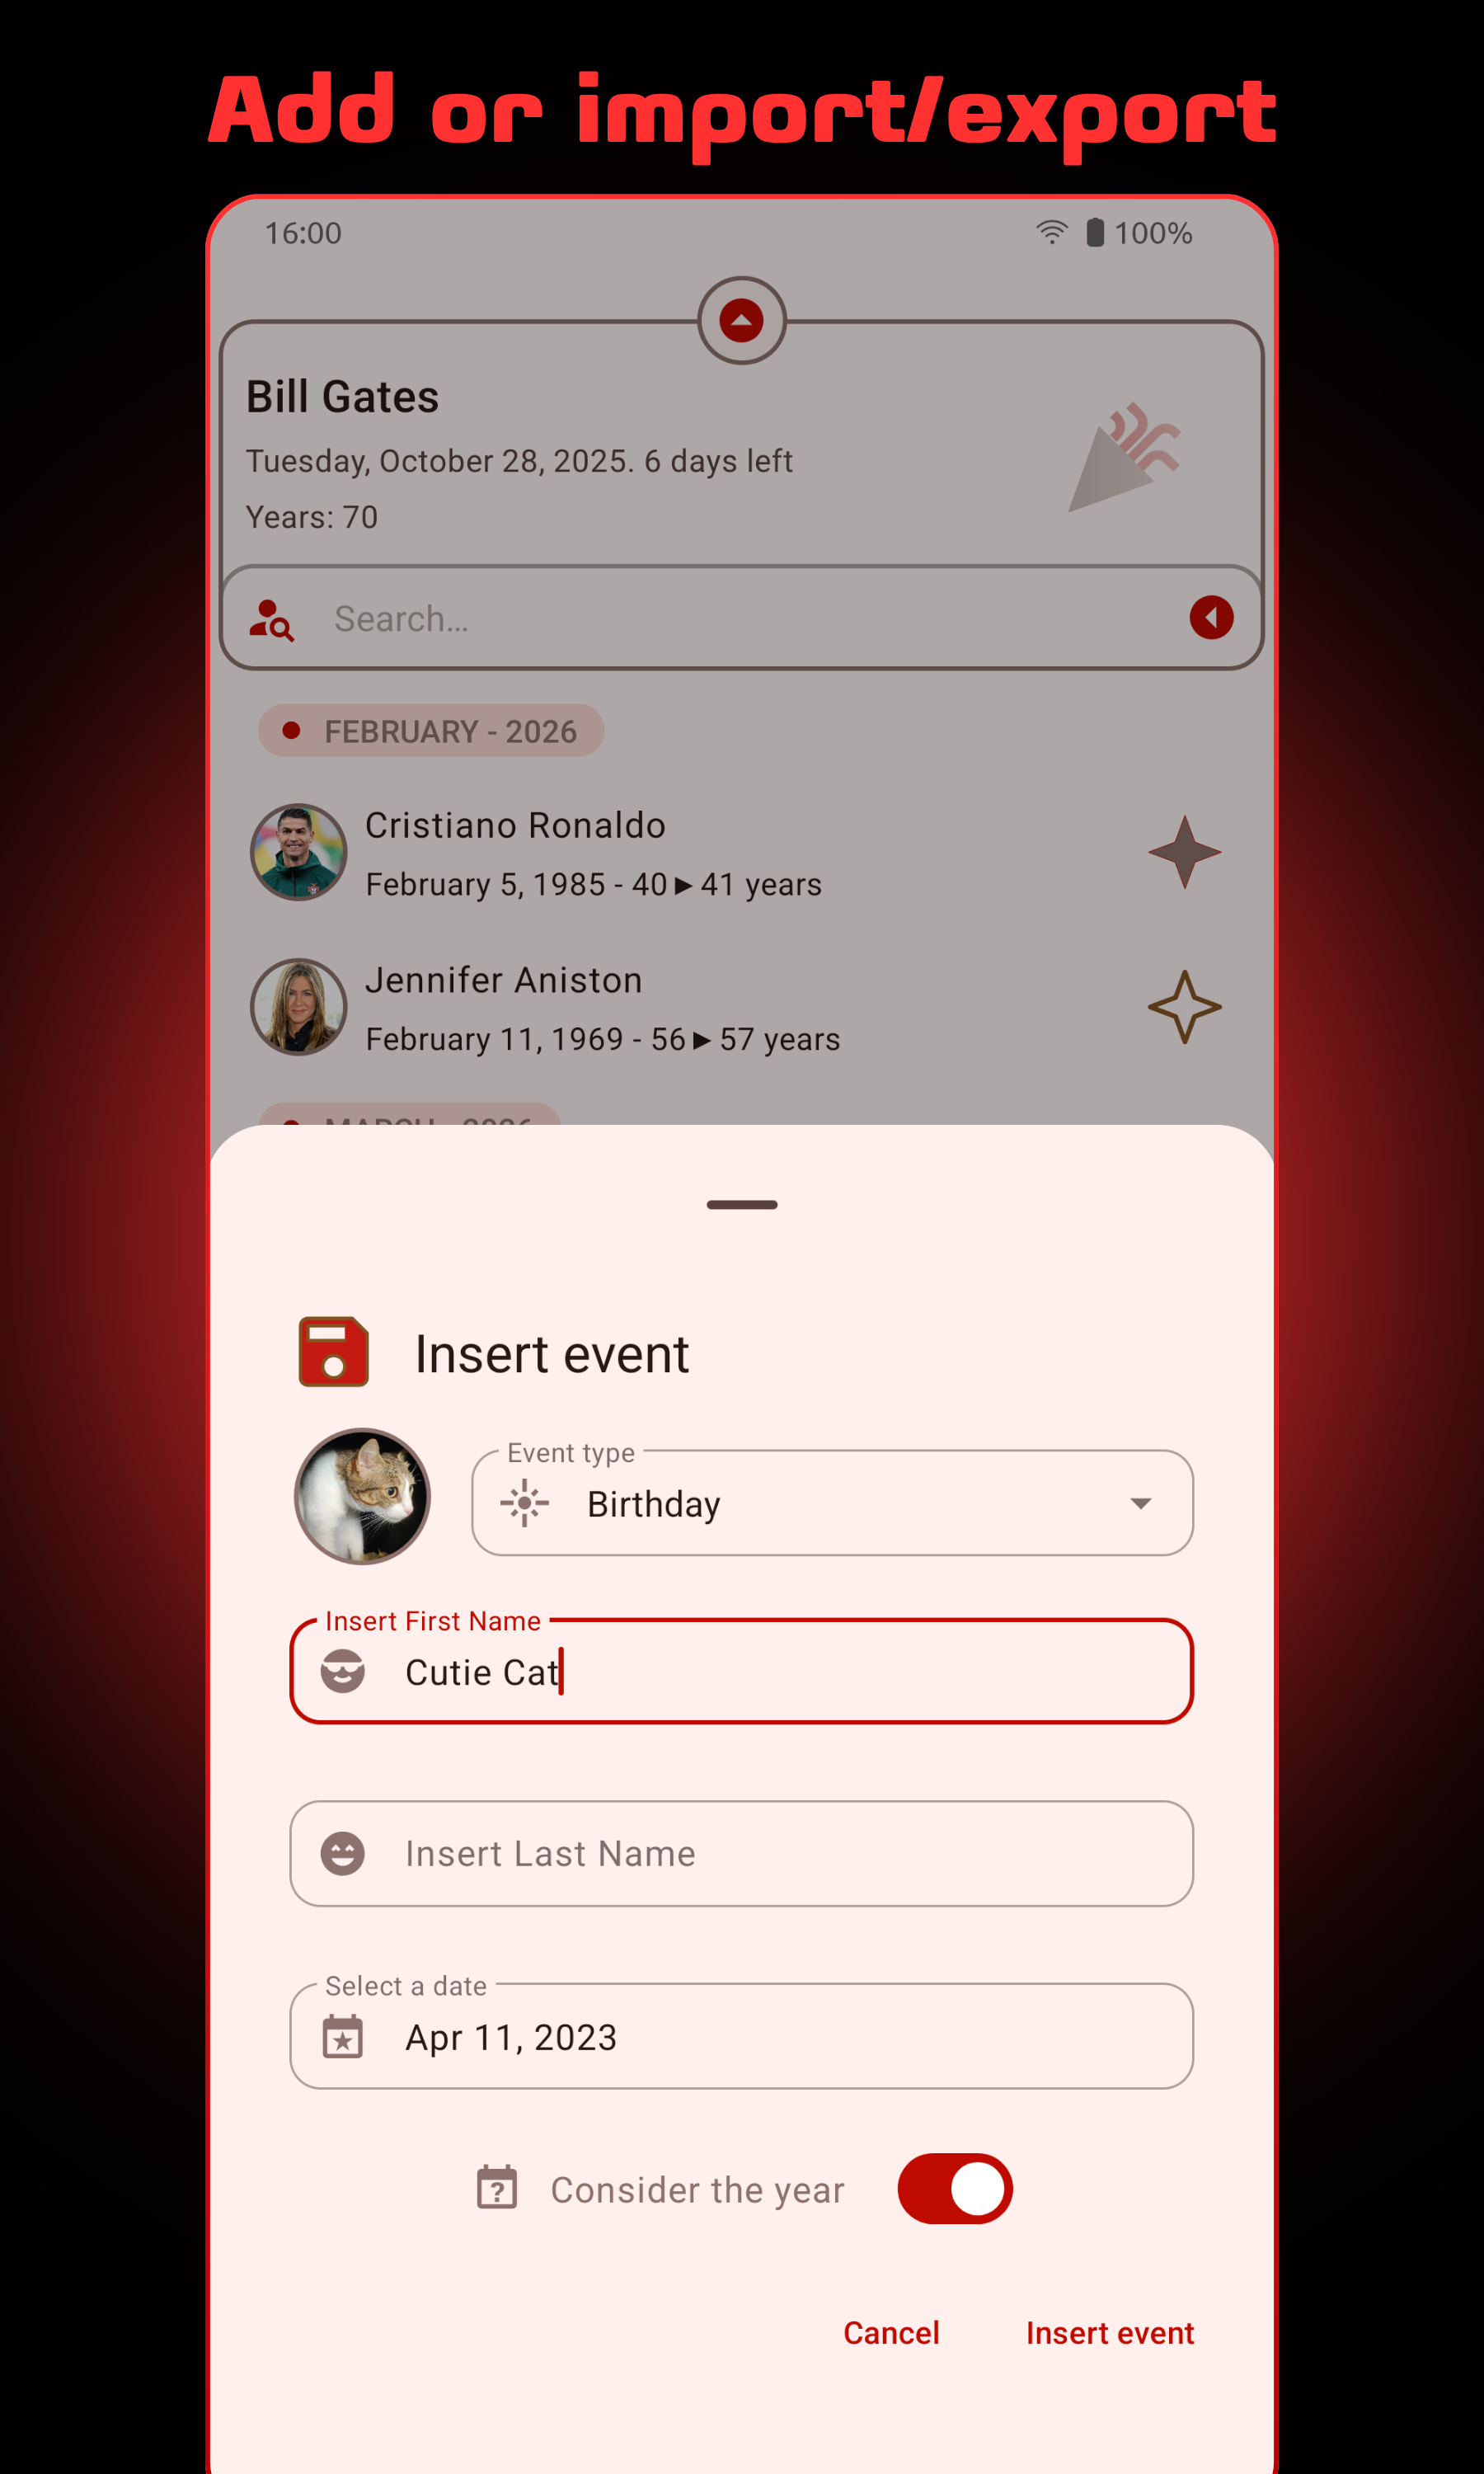 Add or import/export
16:00
100%
Bill Gates
Tuesday, October 28, 2025. 6 days left
Years: 70
Search...
FEBRUARY - 2026
Cristiano Ronaldo
February 5, 1985 - 40▸41 years
Jennifer Aniston
February 11, 1969 - 56▸57 years
MARCH - 2026
Insert event
Event type
Birthday
Insert First Name
Cutie Cat
Insert Last Name
Select a date
Apr 11, 2023
Consider the year
Cancel
Insert event